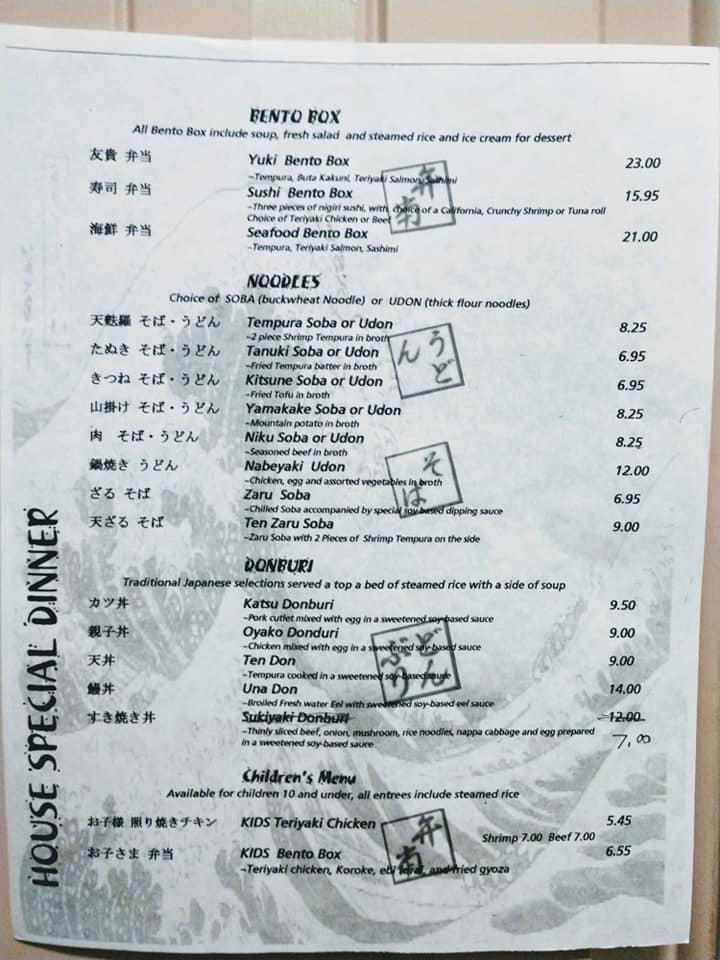 BENTO BOX
All Bento Box include soup, fresh salad and steamed rice and ice cream for dessert
友貴 弁当 Yuki Bento Box 23.00
~Tempura, Buta Kakuni, Teriyaki Salmon, Sashimi
寿司 弁当 Sushi Bento Box 15.95
~Three pieces of nigiri sushi, with choice of a California, Crunchy Shrimp or Tuna roll
Choice of Teriyaki Chicken or Beef
海鮮 弁当 Seafood Bento Box 21.00
~Tempura, Teriyaki Salmon, Sashimi
弁当
NOODLES
Choice of SOBA (buckwheat Noodle) or UDON (thick flour noodles)
天麩羅 そば・うどん Tempura Soba or Udon 8.25
~2 piece Shrimp Tempura in broth
たぬき そば・うどん Tanuki Soba or Udon 6.95
~Fried Tempura batter in broth
きつね そば・うどん Kitsune Soba or Udon 6.95
~Fried Tofu in broth
うどん
山掛け そば・うどん Yamakake Soba or Udon 8.25
~Mountain potato in broth
肉 そば・うどん Niku Soba or Udon 8.25
~Seasoned beef in broth
鍋焼き うどん Nabeyaki Udon 12.00
~Chicken, egg and assorted vegetables in broth
ざる そば Zaru Soba 6.95
~Chilled Soba accompanied by special soy-based dipping sauce
そば
天ざる そば Ten Zaru Soba 9.00
~Zaru Soba with 2 Pieces of Shrimp Tempura on the side
DONBURI
Traditional Japanese selections served a top a bed of steamed rice with a side of soup
カツ丼 Katsu Donburi 9.50
~Pork cutlet mixed with egg in a sweetened soy-based sauce
親子丼 Oyako Donduri 9.00
~Chicken mixed with egg in a sweetened soy-based sauce
天丼 Ten Don 9.00
~Tempura cooked in a sweetened soy-based sauce
どんぶり
鰻丼 Una Don 14.00
~Broiled Fresh water Eel with sweetened soy-based eel sauce
すき焼き丼 Sukiyaki Donburi 12.00
~Thinly sliced beef, onion, mushroom, rice noodles, nappa cabbage and egg prepared
in a sweetened soy-based sauce 7,00
Children's Menu
Available for children 10 and under, all entrees include steamed rice
お子様 照り焼きチキン KIDS Teriyaki Chicken 5.45
Shrimp 7.00 Beef 7.00
お子さま 弁当 KIDS Bento Box 6.55
~Teriyaki chicken, Koroke, ebi furai, and fried gyoza
弁当
HOUSE SPECIAL DINNER